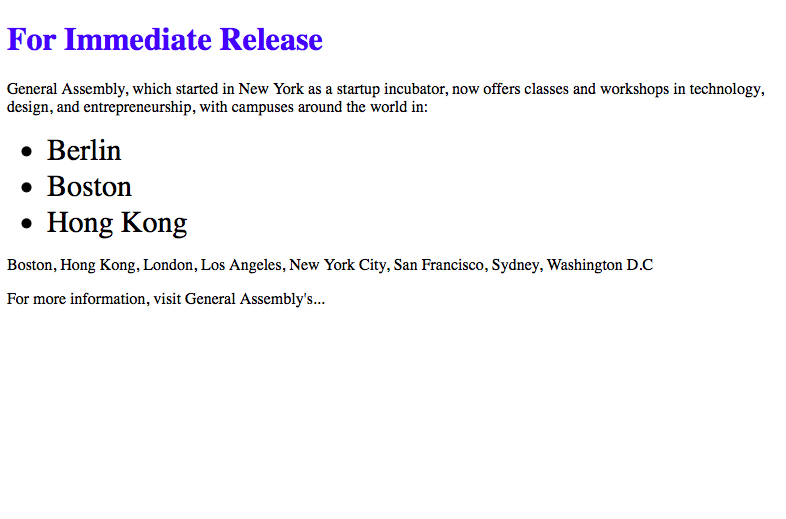 For Immediate Release
General Assembly, which started in New York as a startup incubator, now offers classes and workshops in technology,
design, and entrepreneurship, with campuses around the world in:
• Berlin
• Boston
• Hong Kong
Boston, Hong Kong, London, Los Angeles, New York City, San Francisco, Sydney, Washington D.C
For more information, visit General Assembly's...